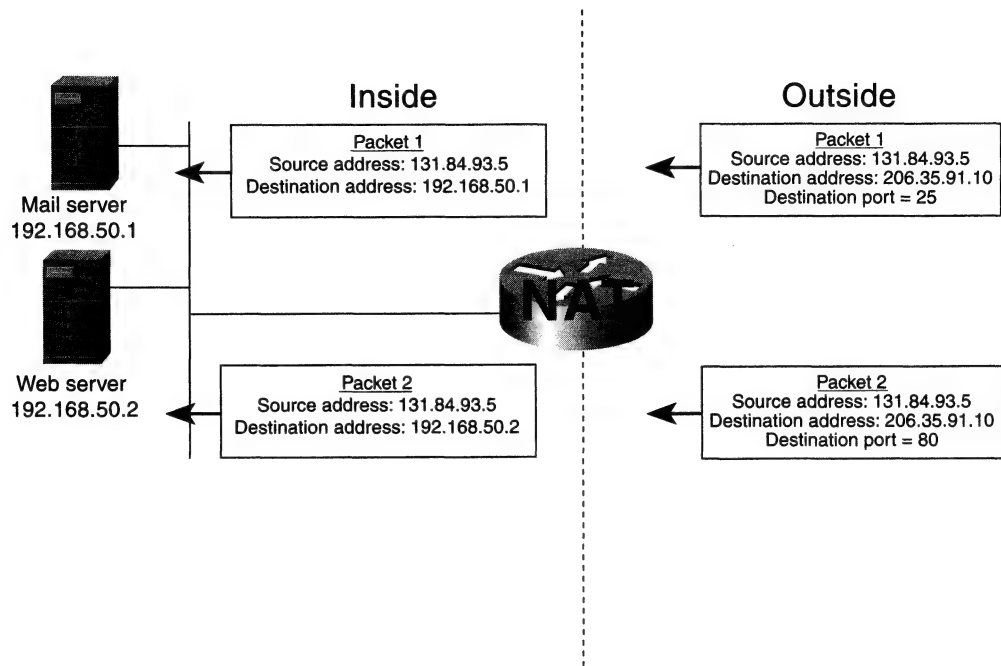 Inside
Outside
Mail server
192.168.50.1
Packet 1
Source address: 131.84.93.5
Destination address: 192.168.50.1
Packet 1
Source address: 131.84.93.5
Destination address: 206.35.91.10
Destination port = 25
NAT
Web server
192.168.50.2
Packet 2
Source address: 131.84.93.5
Destination address: 192.168.50.2
Packet 2
Source address: 131.84.93.5
Destination address: 206.35.91.10
Destination port = 80